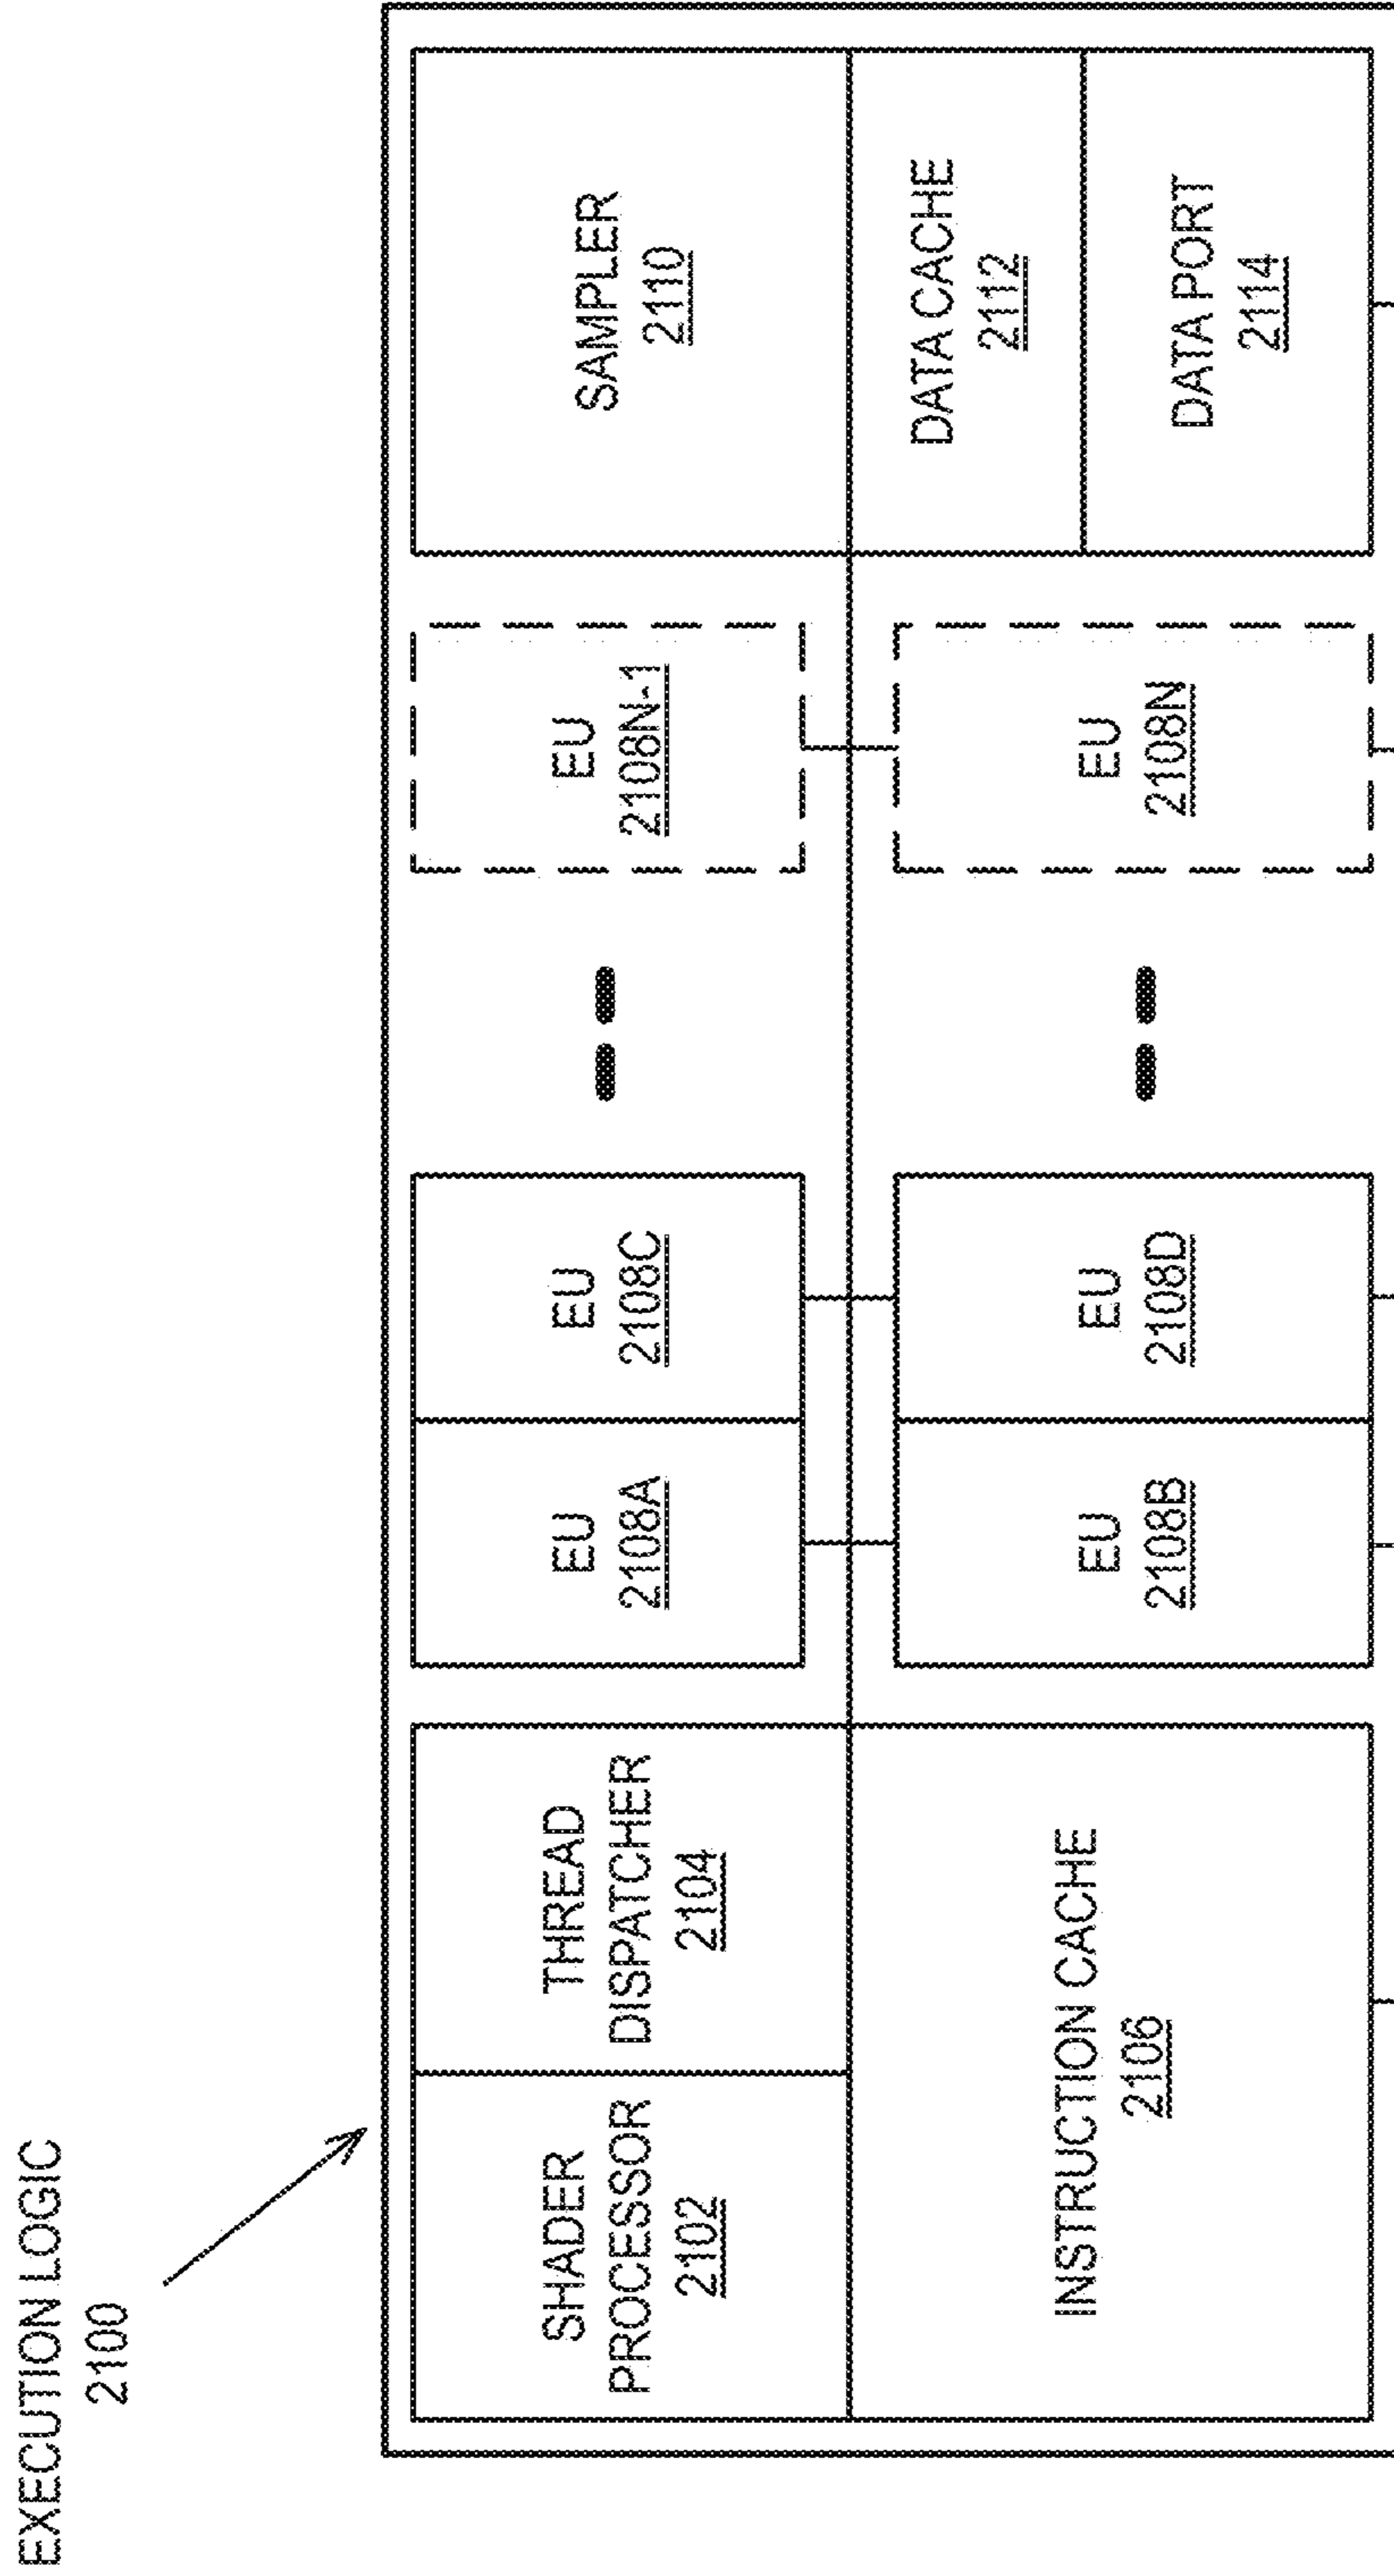 EXECUTION LOGIC
2100
SHADER
PROCESSOR
2102
THREAD
DISPATCHER
2104
INSTRUCTION CACHE
2106
EU
2108A
EU
2108C
EU
2108B
EU
2108D
EU
2108N-1
EU
2108N
SAMPLER
2110
DATA CACHE
2112
DATA PORT
2114